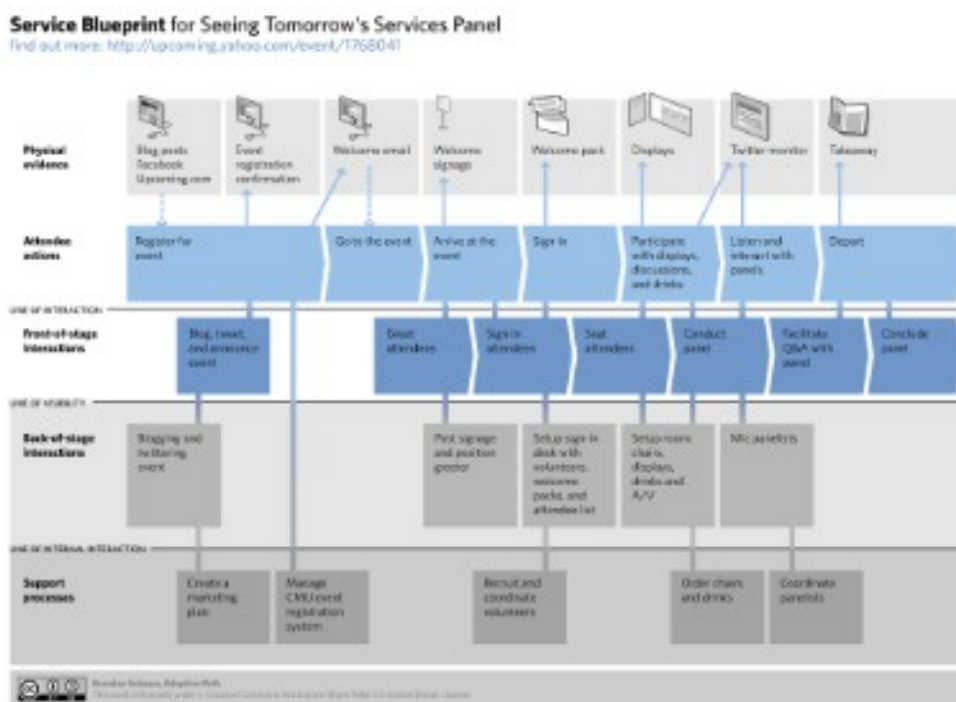 Service Blueprint for Seeing Tomorrow's Services Panel
find out more: http://upcoming.yahoo.com/event/1768041
Physical
evidence
Blog posts
Facebook
Upcoming.com
Event
registration
confirmation
Welcome email
Welcome
signage
Welcome pack
Displays
Twitter monitor
Takeaway
Attendee
actions
Register for
event
Go to the event
Arrive at the
event
Sign in
Participate
with displays,
discussions,
and drinks
Listen and
interact with
panels
Depart
LINE OF INTERACTION
Front-of-stage
interactions
Blog, tweet,
and announce
event
Greet
attendees
Sign-in
attendees
Seat
attendees
Conduct
panel
Facilitate
Q&A with
panel
Conclude
panel
LINE OF VISIBILITY
Back-of-stage
interactions
Blogging and
twittering
event
Post signage
and position
greeter
Setup sign-in
desk with
volunteers,
welcome
packs, and
attendee list
Setup room
chairs,
displays,
drinks and
A/V
Mic panelists
LINE OF INTERNAL INTERACTION
Support
processes
Create a
marketing
plan
Manage
CMU event
registration
system
Recruit and
coordinate
volunteers
Order chairs
and drinks
Coordinate
panelists